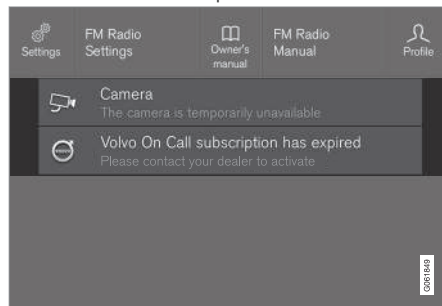 Settings
FM Radio
Settings
Owner's
manual
FM Radio
Manual
Profile
Camera
The camera is temporarily unavailable
Volvo On Call subscription has expired
Please contact your dealer to activate
G061849